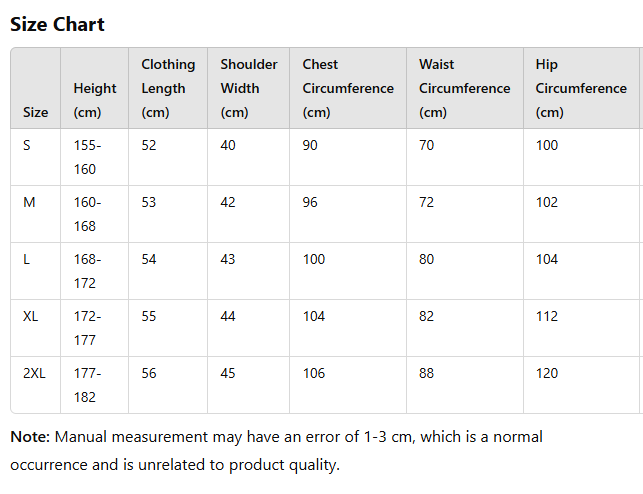 Size Chart
Size Height (cm) Clothing Length (cm) Shoulder Width (cm) Chest Circumference (cm) Waist Circumference (cm) Hip Circumference (cm)
S 155-160 52 40 90 70 100
M 160-168 53 42 96 72 102
L 168-172 54 43 100 80 104
XL 172-177 55 44 104 82 112
2XL 177-182 56 45 106 88 120
Note: Manual measurement may have an error of 1-3 cm, which is a normal
occurrence and is unrelated to product quality.